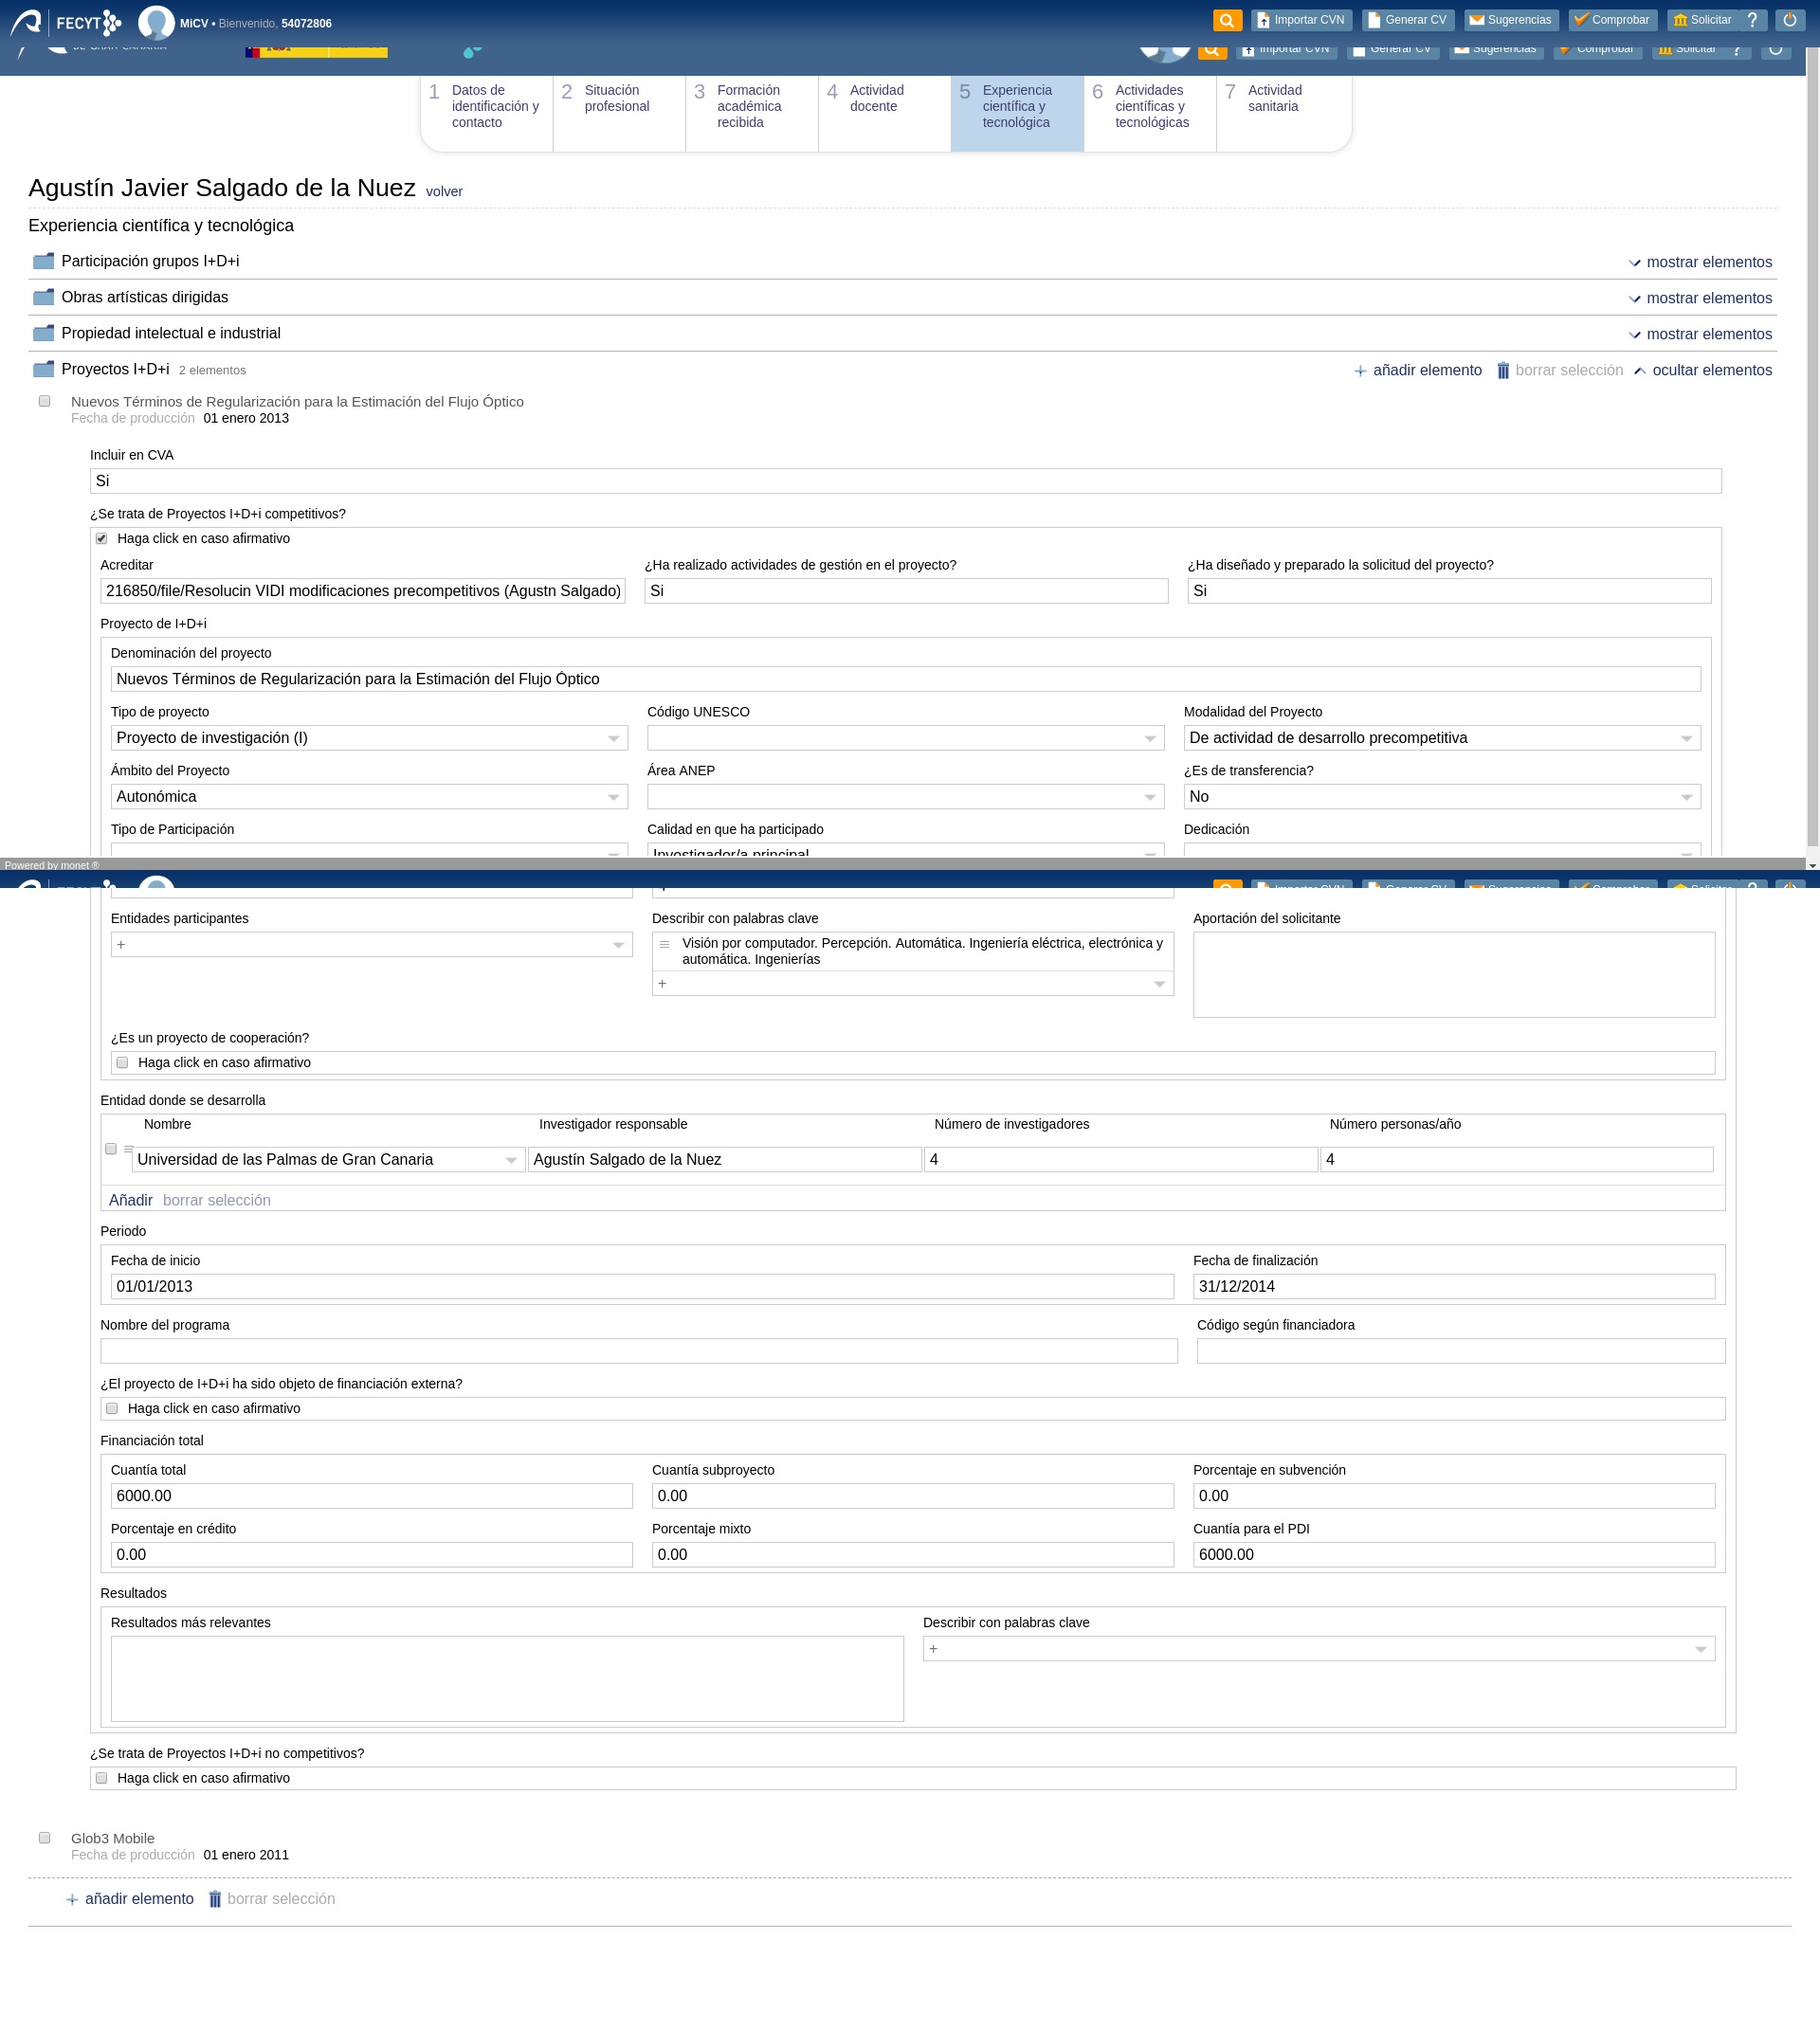 FECYT
MiCV • Bienvenido, 54072806
Importar CVN
Generar CV
Sugerencias
Comprobar
Solicitar
?
DE GRAN CANARIA
Importar CVN
Generar CV
Sugerencias
Comprobar
Solicitar
?
1 Datos de identificación y contacto
2 Situación profesional
3 Formación académica recibida
4 Actividad docente
5 Experiencia científica y tecnológica
6 Actividades científicas y tecnológicas
7 Actividad sanitaria
Agustín Javier Salgado de la Nuez volver
Experiencia científica y tecnológica
Participación grupos I+D+i mostrar elementos
Obras artísticas dirigidas mostrar elementos
Propiedad intelectual e industrial mostrar elementos
Proyectos I+D+i 2 elementos + añadir elemento borrar selección ocultar elementos
Nuevos Términos de Regularización para la Estimación del Flujo Óptico
Fecha de producción 01 enero 2013
Incluir en CVA
Si
¿Se trata de Proyectos I+D+i competitivos?
Haga click en caso afirmativo
Acreditar ¿Ha realizado actividades de gestión en el proyecto? ¿Ha diseñado y preparado la solicitud del proyecto?
216850/file/Resolucin VIDI modificaciones precompetitivos (Agustn Salgado) Si Si
Proyecto de I+D+i
Denominación del proyecto
Nuevos Términos de Regularización para la Estimación del Flujo Óptico
Tipo de proyecto Código UNESCO Modalidad del Proyecto
Proyecto de investigación (I) De actividad de desarrollo precompetitiva
Ámbito del Proyecto Área ANEP ¿Es de transferencia?
Autonómica No
Tipo de Participación Calidad en que ha participado Dedicación
Investigador/a principal
Powered by monet ®
Importar CVN
Generar CV
Sugerencias
Comprobar
Solicitar
Entidades participantes Describir con palabras clave Aportación del solicitante
+
Visión por computador. Percepción. Automática. Ingeniería eléctrica, electrónica y
automática. Ingenierías
+
¿Es un proyecto de cooperación?
Haga click en caso afirmativo
Entidad donde se desarrolla
Nombre Investigador responsable Número de investigadores Número personas/año
Universidad de las Palmas de Gran Canaria Agustín Salgado de la Nuez 4 4
Añadir borrar selección
Periodo
Fecha de inicio Fecha de finalización
01/01/2013 31/12/2014
Nombre del programa Código según financiadora
¿El proyecto de I+D+i ha sido objeto de financiación externa?
Haga click en caso afirmativo
Financiación total
Cuantía total Cuantía subproyecto Porcentaje en subvención
6000.00 0.00 0.00
Porcentaje en crédito Porcentaje mixto Cuantía para el PDI
0.00 0.00 6000.00
Resultados
Resultados más relevantes Describir con palabras clave
+
¿Se trata de Proyectos I+D+i no competitivos?
Haga click en caso afirmativo
Glob3 Mobile
Fecha de producción 01 enero 2011
+ añadir elemento borrar selección